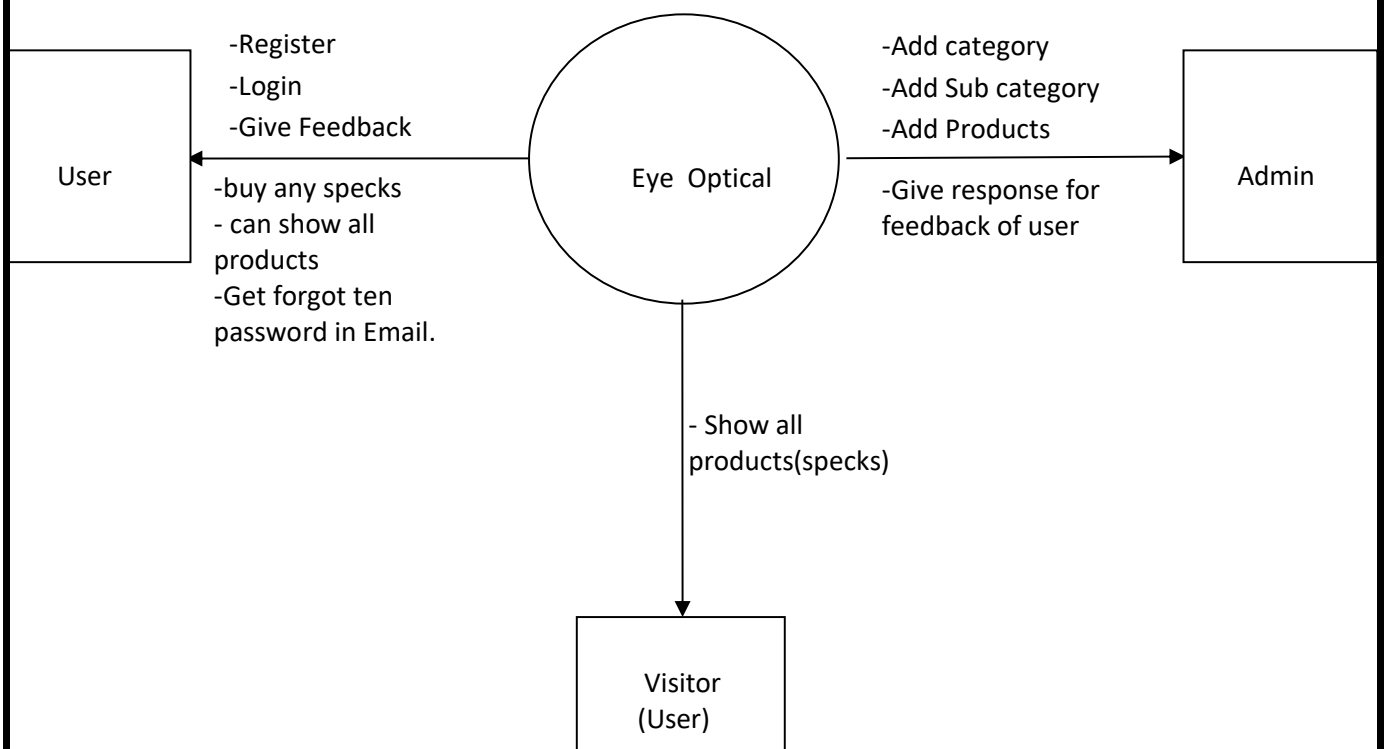 -Register
-Login
-Give Feedback
User
-buy any specks
- can show all
products
-Get forgot ten
password in Email.
Eye Optical
-Add category
-Add Sub category
-Add Products
-Give response for
feedback of user
Admin
- Show all
products(specks)
Visitor
(User)